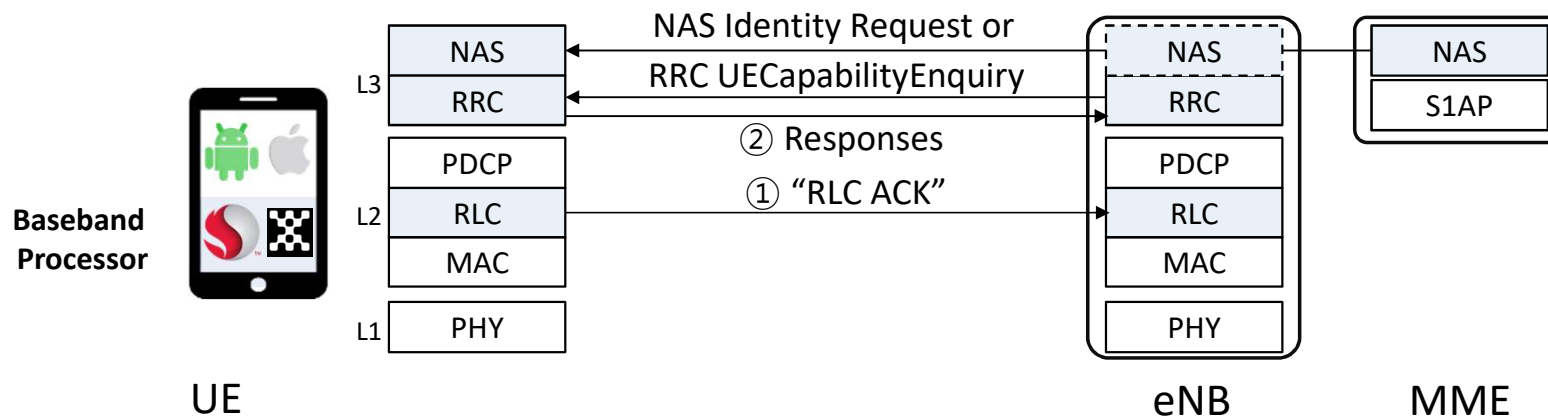 NAS Identity Request or
RRC UECapabilityEnquiry
② Responses
① “RLC ACK”
Baseband
Processor
TM
L3
L2
L1
NAS
RRC
PDCP
RLC
MAC
PHY
NAS
RRC
PDCP
RLC
MAC
PHY
NAS
S1AP
UE
eNB
MME